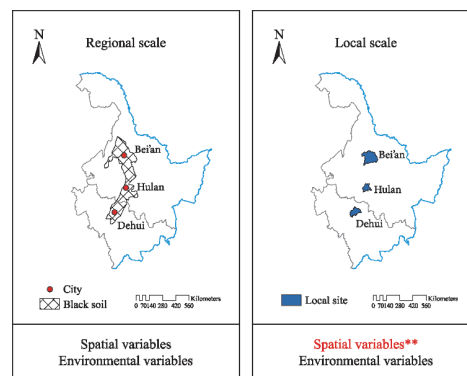 Regional scale
N
Bei'an
Hulan
Dehui
City
Black soil
Kilometers
0 70140 280 420 560
Spatial variables
Environmental variables
Local scale
N
Bei'an
Hulan
Dehui
Local site
Kilometers
0 70140 280 420 560
Spatial variables**
Environmental variables